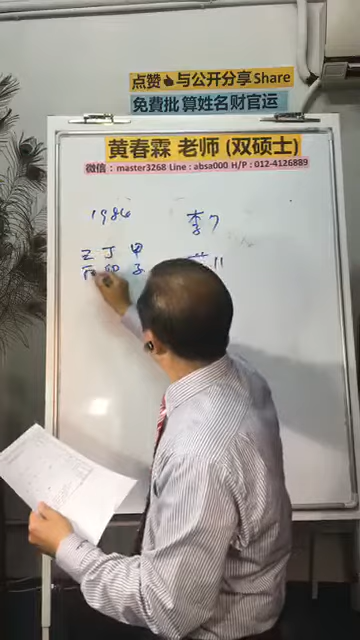 点赞👍与公开分享 Share
免費批 算姓名财官运
黄春霖 老师 (双硕士)
微信 : master3268 Line : absa000 H/P : 012-4126889
1986 李7
乙 丁 甲
卯 子 11